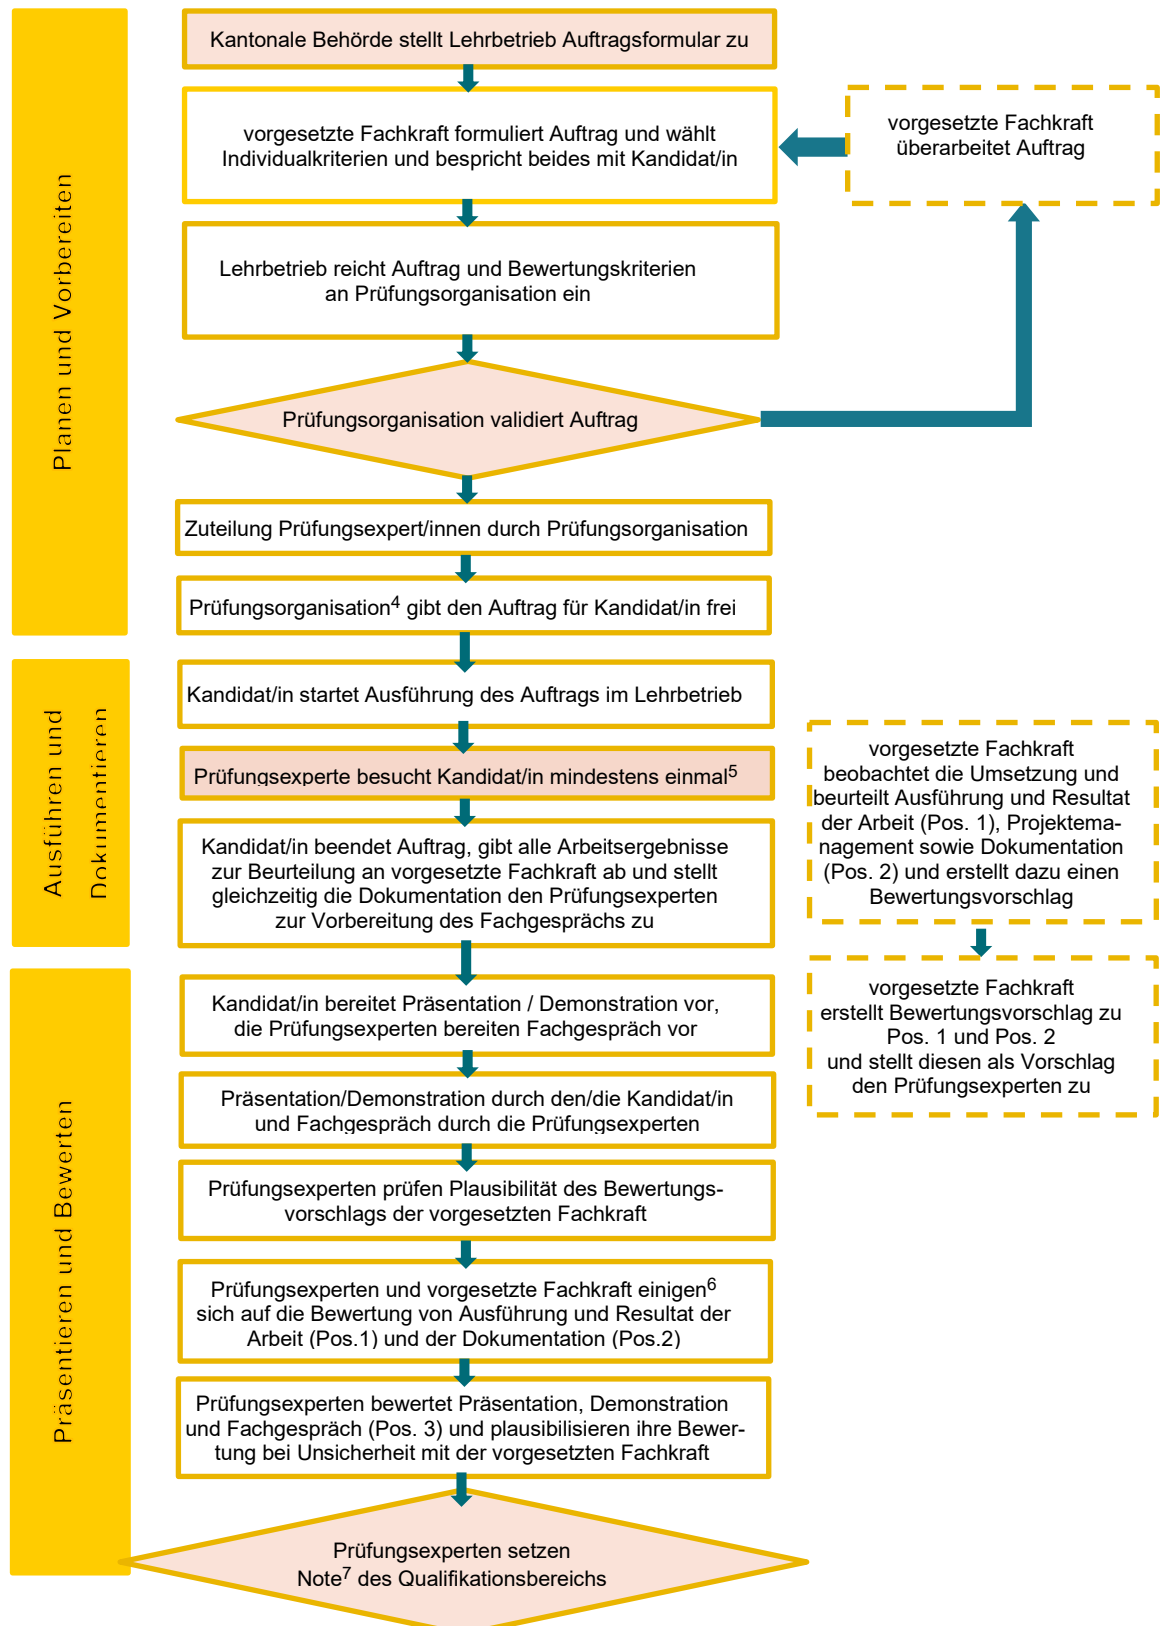 Planen und Vorbereiten
Kantonale Behörde stellt Lehrbetrieb Auftragsformular zu
vorgesetzte Fachkraft formuliert Auftrag und wählt
Individualkriterien und bespricht beides mit Kandidat/in
vorgesetzte Fachkraft
überarbeitet Auftrag
Lehrbetrieb reicht Auftrag und Bewertungskriterien
an Prüfungsorganisation ein
Prüfungsorganisation validiert Auftrag
Zuteilung Prüfungsexpert/innen durch Prüfungsorganisation
Prüfungsorganisation⁴ gibt den Auftrag für Kandidat/in frei
Ausführen und
Dokumentieren
Kandidat/in startet Ausführung des Auftrags im Lehrbetrieb
Prüfungsexperte besucht Kandidat/in mindestens einmal⁵
Kandidat/in beendet Auftrag, gibt alle Arbeitsergebnisse
zur Beurteilung an vorgesetzte Fachkraft ab und stellt
gleichzeitig die Dokumentation den Prüfungsexperten
zur Vorbereitung des Fachgesprächs zu
vorgesetzte Fachkraft
beobachtet die Umsetzung und
beurteilt Ausführung und Resultat
der Arbeit (Pos. 1), Projektema-
nagement sowie Dokumentation
(Pos. 2) und erstellt dazu einen
Bewertungsvorschlag
vorgesetzte Fachkraft
erstellt Bewertungsvorschlag zu
Pos. 1 und Pos. 2
und stellt diesen als Vorschlag
den Prüfungsexperten zu
Präsentieren und Bewerten
Kandidat/in bereitet Präsentation / Demonstration vor,
die Prüfungsexperten bereiten Fachgespräch vor
Präsentation/Demonstration durch den/die Kandidat/in
und Fachgespräch durch die Prüfungsexperten
Prüfungsexperten prüfen Plausibilität des Bewertungs-
vorschlags der vorgesetzten Fachkraft
Prüfungsexperten und vorgesetzte Fachkraft einigen⁶
sich auf die Bewertung von Ausführung und Resultat der
Arbeit (Pos.1) und der Dokumentation (Pos.2)
Prüfungsexperten bewertet Präsentation, Demonstration
und Fachgespräch (Pos. 3) und plausibilisieren ihre Bewer-
tung bei Unsicherheit mit der vorgesetzten Fachkraft
Prüfungsexperten setzen
Note⁷ des Qualifikationsbereichs